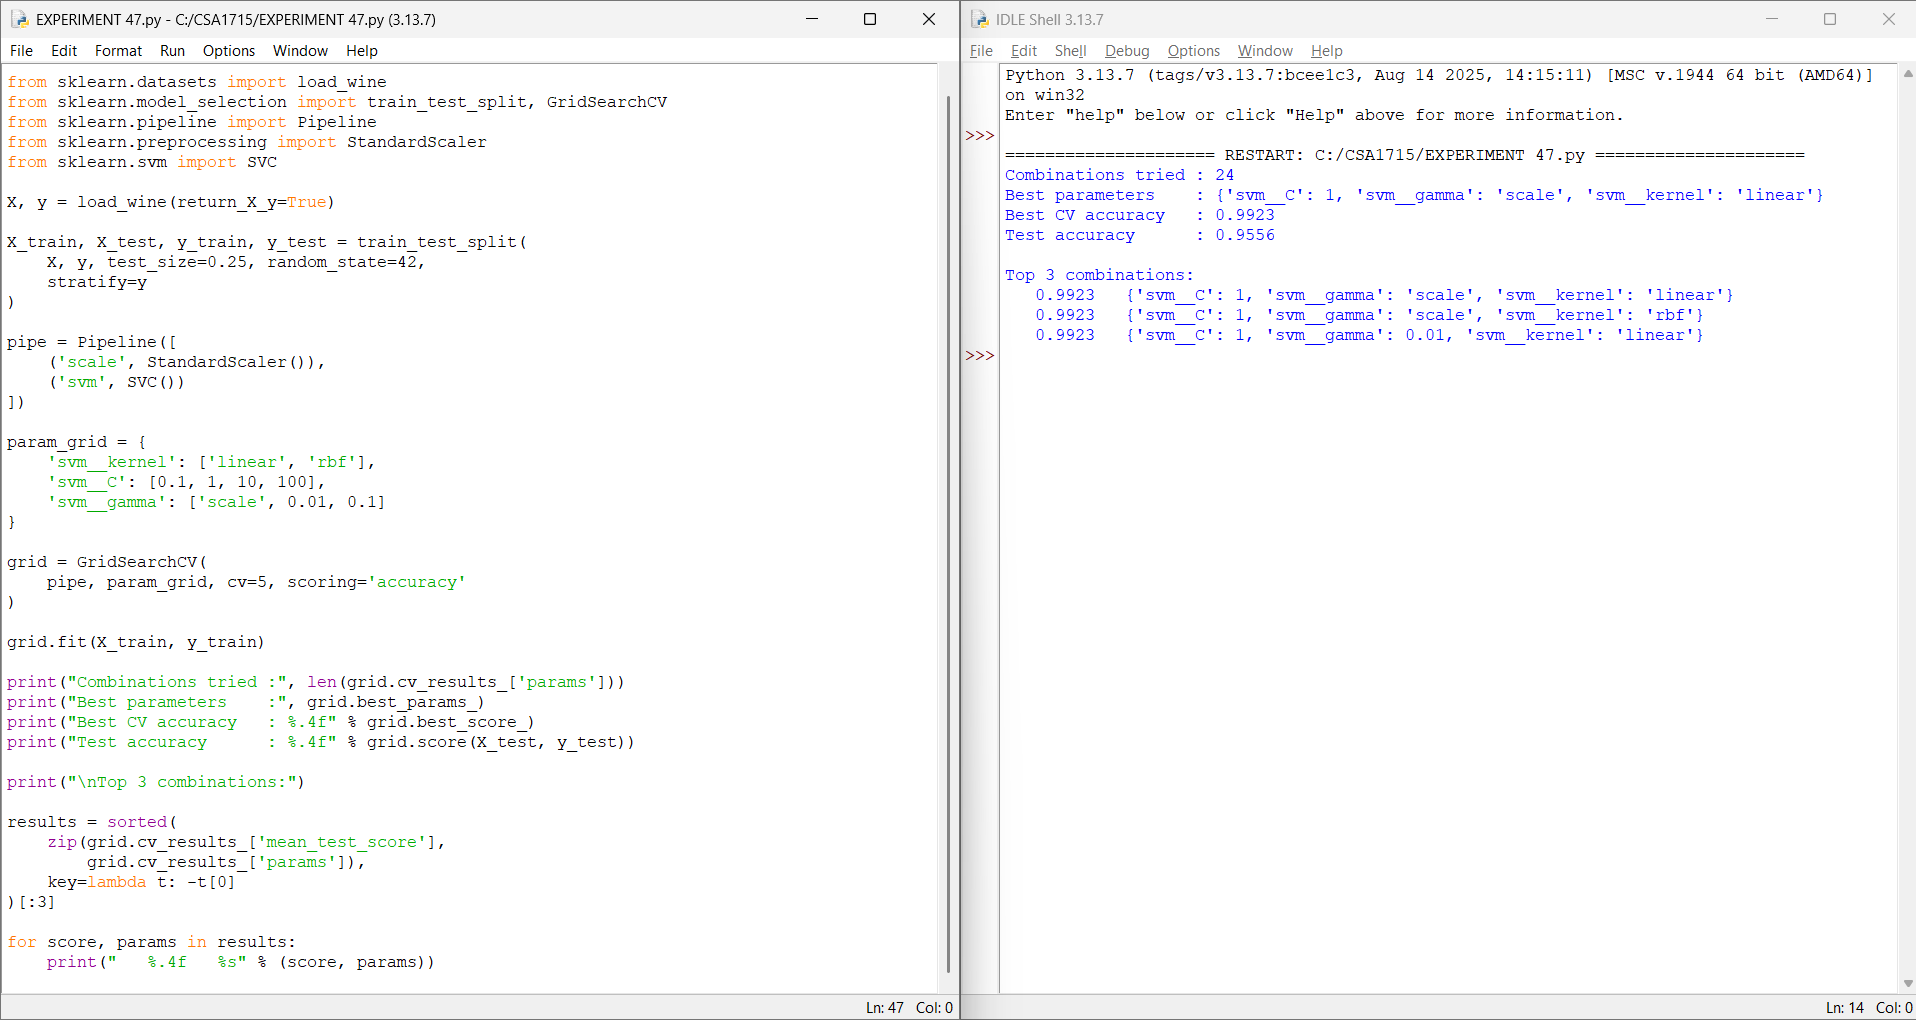 EXPERIMENT 47.py - C:/CSA1715/EXPERIMENT 47.py (3.13.7)
File Edit Format Run Options Window Help
from sklearn.datasets import load_wine
from sklearn.model_selection import train_test_split, GridSearchCV
from sklearn.pipeline import Pipeline
from sklearn.preprocessing import StandardScaler
from sklearn.svm import SVC

X, y = load_wine(return_X_y=True)

X_train, X_test, y_train, y_test = train_test_split(
    X, y, test_size=0.25, random_state=42,
    stratify=y
)

pipe = Pipeline([
    ('scale', StandardScaler()),
    ('svm', SVC())
])

param_grid = {
    'svm__kernel': ['linear', 'rbf'],
    'svm__C': [0.1, 1, 10, 100],
    'svm__gamma': ['scale', 0.01, 0.1]
}

grid = GridSearchCV(
    pipe, param_grid, cv=5, scoring='accuracy'
)

grid.fit(X_train, y_train)

print("Combinations tried :", len(grid.cv_results_['params']))
print("Best parameters    :", grid.best_params_)
print("Best CV accuracy   : %.4f" % grid.best_score_)
print("Test accuracy      : %.4f" % grid.score(X_test, y_test))

print("\nTop 3 combinations:")

results = sorted(
    zip(grid.cv_results_['mean_test_score'],
        grid.cv_results_['params']),
    key=lambda t: -t[0]
)[:3]

for score, params in results:
    print("   %.4f   %s" % (score, params))
Ln: 47 Col: 0
IDLE Shell 3.13.7
File Edit Shell Debug Options Window Help
Python 3.13.7 (tags/v3.13.7:bcee1c3, Aug 14 2025, 14:15:11) [MSC v.1944 64 bit (AMD64)]
on win32
Enter "help" below or click "Help" above for more information.
>>>
===================== RESTART: C:/CSA1715/EXPERIMENT 47.py =====================
Combinations tried : 24
Best parameters    : {'svm__C': 1, 'svm__gamma': 'scale', 'svm__kernel': 'linear'}
Best CV accuracy   : 0.9923
Test accuracy      : 0.9556

Top 3 combinations:
   0.9923   {'svm__C': 1, 'svm__gamma': 'scale', 'svm__kernel': 'linear'}
   0.9923   {'svm__C': 1, 'svm__gamma': 'scale', 'svm__kernel': 'rbf'}
   0.9923   {'svm__C': 1, 'svm__gamma': 0.01, 'svm__kernel': 'linear'}
>>>
Ln: 14 Col: 0